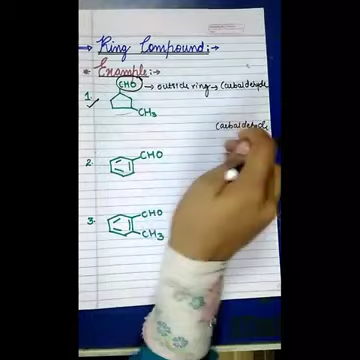 → Ring Compound :→
* Example :→
1. CHO → outside ring → Carbaldehyde
CH3
Carbaldehyde
2. CHO
3. CHO
CH3